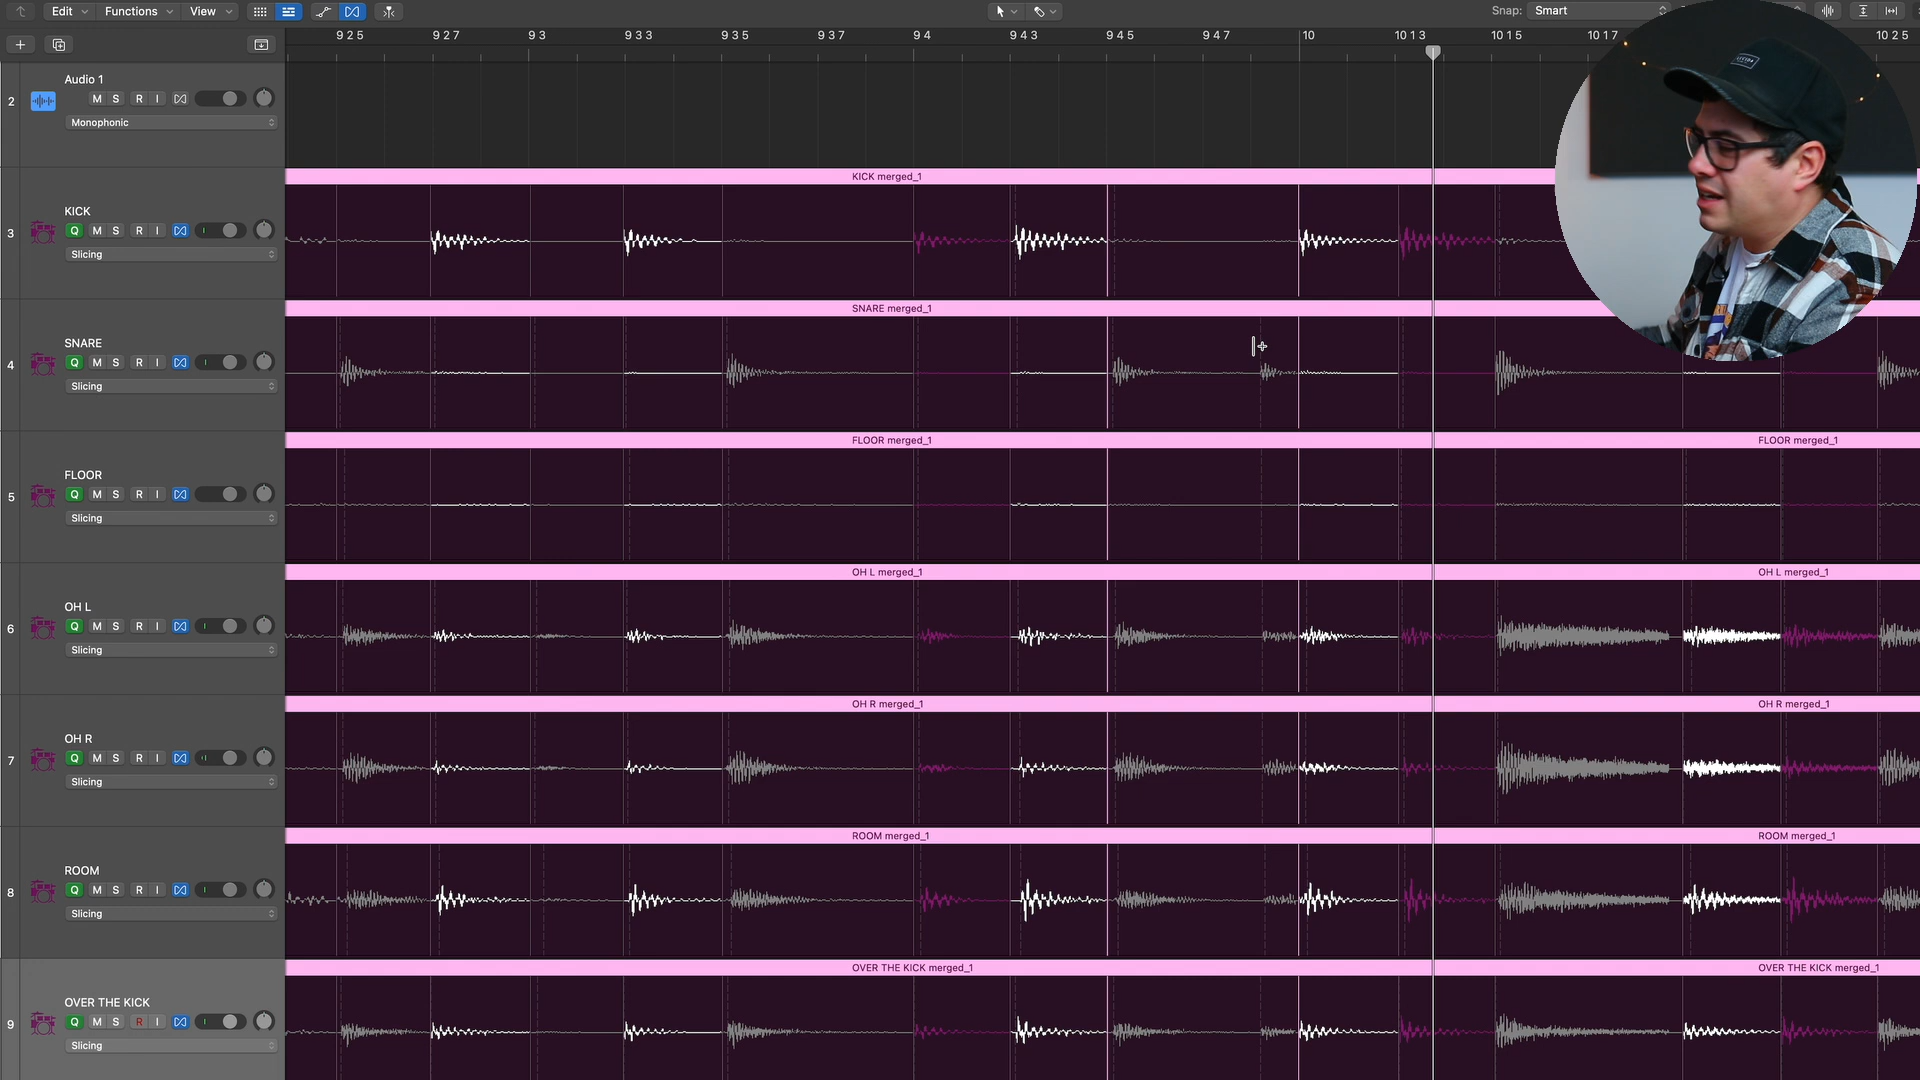 Edit Functions View Snap: Smart
9 2 5 9 2 7 9 3 9 3 3 9 3 5 9 3 7 9 4 9 4 3 9 4 5 9 4 7 10 10 1 3 10 1 5 10 1 7 10 2 5
2 Audio 1
M S R I
Monophonic
KICK merged_1
3 KICK
Q M S R I
Slicing
SNARE merged_1
4 SNARE
Q M S R I
Slicing
FLOOR merged_1 FLOOR merged_1
5 FLOOR
Q M S R I
Slicing
OH L merged_1 OH L merged_1
6 OH L
Q M S R I
Slicing
OH R merged_1 OH R merged_1
7 OH R
Q M S R I
Slicing
ROOM merged_1 ROOM merged_1
8 ROOM
Q M S R I
Slicing
OVER THE KICK merged_1 OVER THE KICK merged_1
9 OVER THE KICK
Q M S R I
Slicing